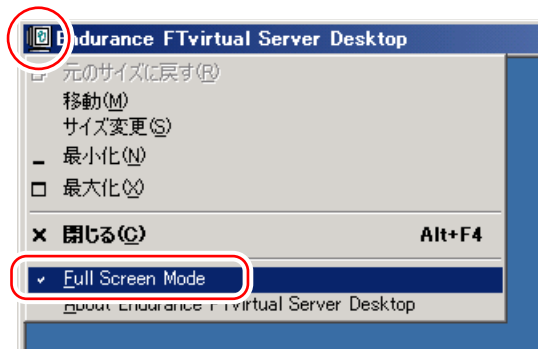 Endurance FTvirtual Server Desktop
元のサイズに戻す(R)
移動(M)
サイズ変更(S)
最小化(N)
最大化(X)
閉じる(C) Alt+F4
Full Screen Mode
About Endurance FTvirtual Server Desktop